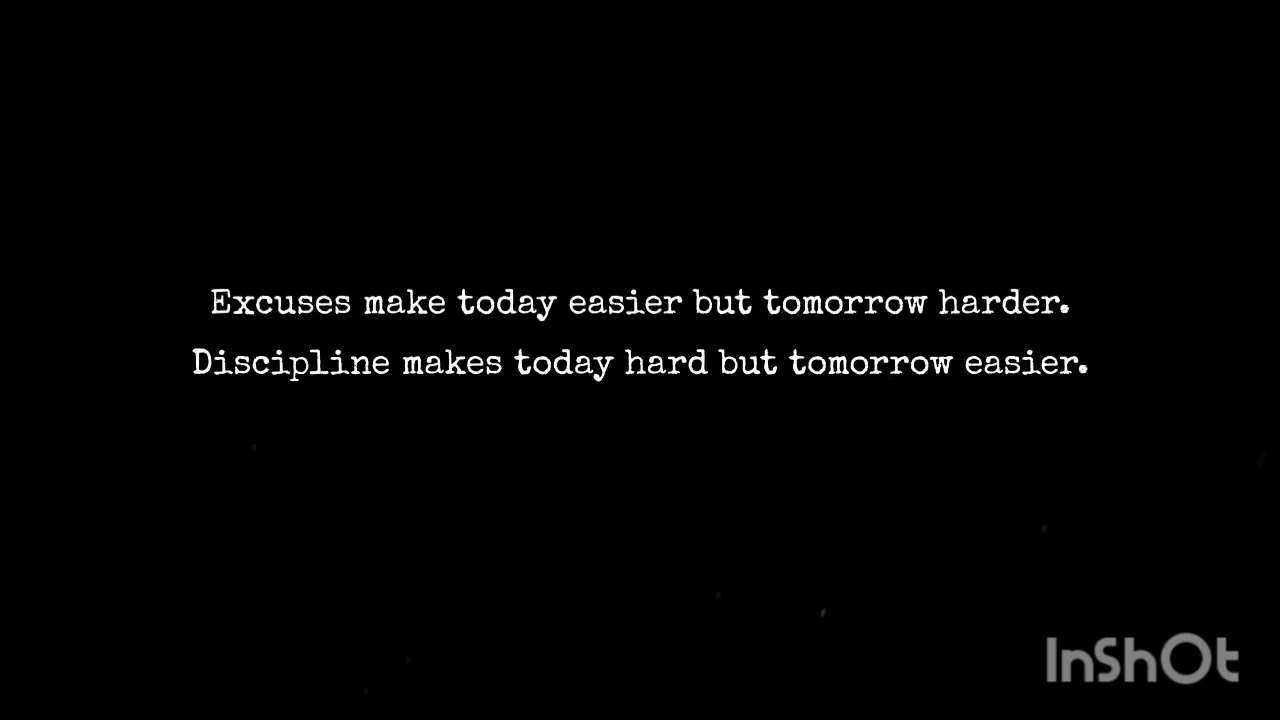 Excuses make today easier but tomorrow harder.
Discipline makes today hard but tomorrow easier.
InShOt